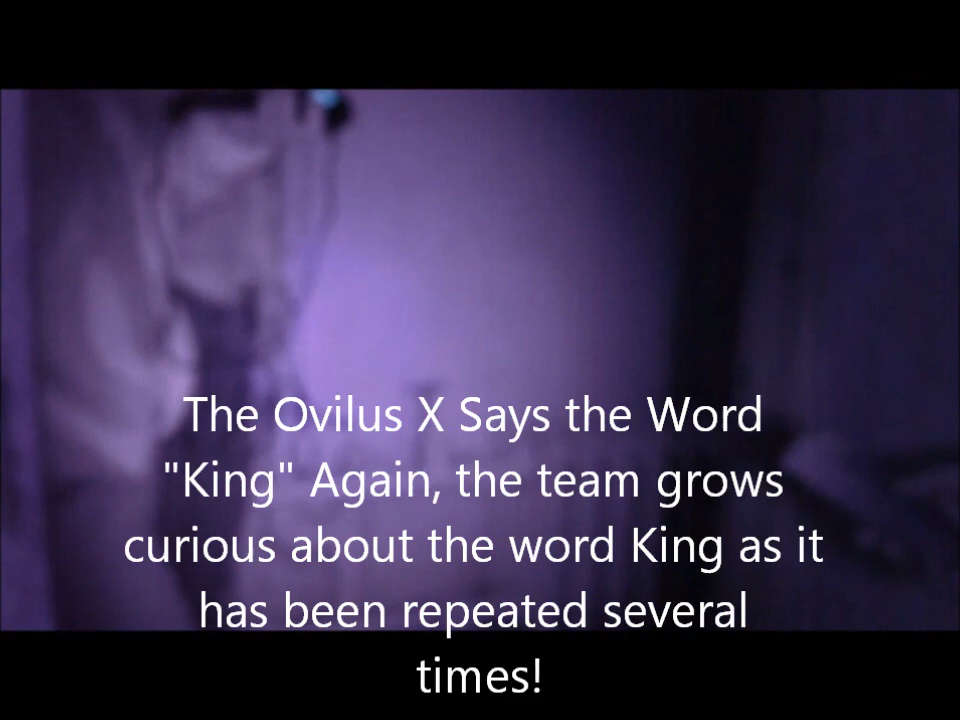 The Ovilus X Says the Word
"King" Again, the team grows
curious about the word King as it
has been repeated several
times!